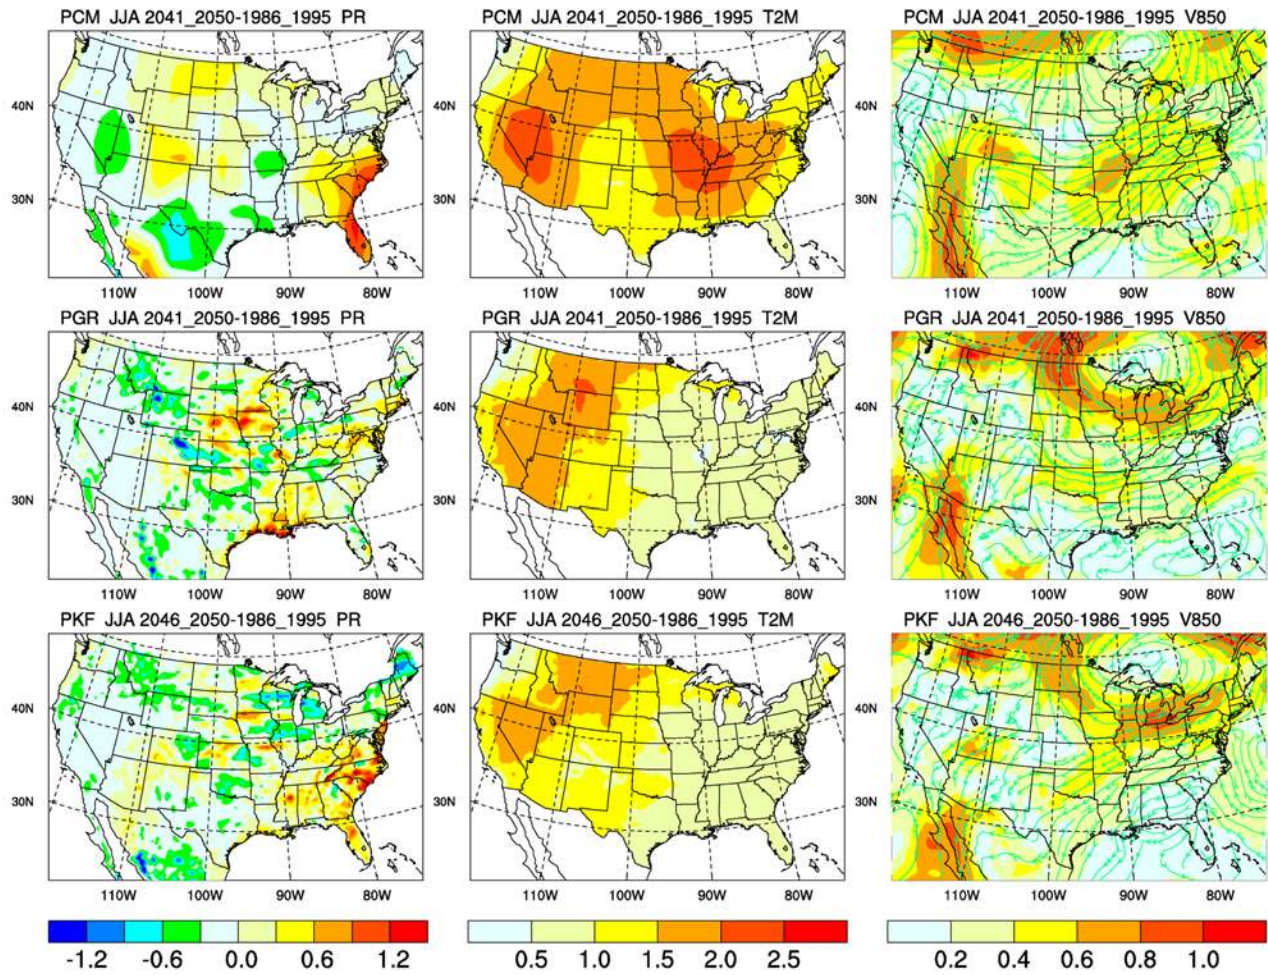 PCM JJA 2041_2050-1986_1995 PR
PCM JJA 2041_2050-1986_1995 T2M
PCM JJA 2041_2050-1986_1995 V850
40N
40N
40N
30N
30N
30N
110W 100W 90W 80W
110W 100W 90W 80W
110W 100W 90W 80W
PGR JJA 2041_2050-1986_1995 PR
PGR JJA 2041_2050-1986_1995 T2M
PGR JJA 2041_2050-1986_1995 V850
40N
40N
40N
30N
30N
30N
110W 100W 90W 80W
110W 100W 90W 80W
110W 100W 90W 80W
PKF JJA 2046_2050-1986_1995 PR
PKF JJA 2046_2050-1986_1995 T2M
PKF JJA 2046_2050-1986_1995 V850
40N
40N
40N
30N
30N
30N
110W 100W 90W 80W
110W 100W 90W 80W
110W 100W 90W 80W
-1.2 -0.6 0.0 0.6 1.2
0.5 1.0 1.5 2.0 2.5
0.2 0.4 0.6 0.8 1.0